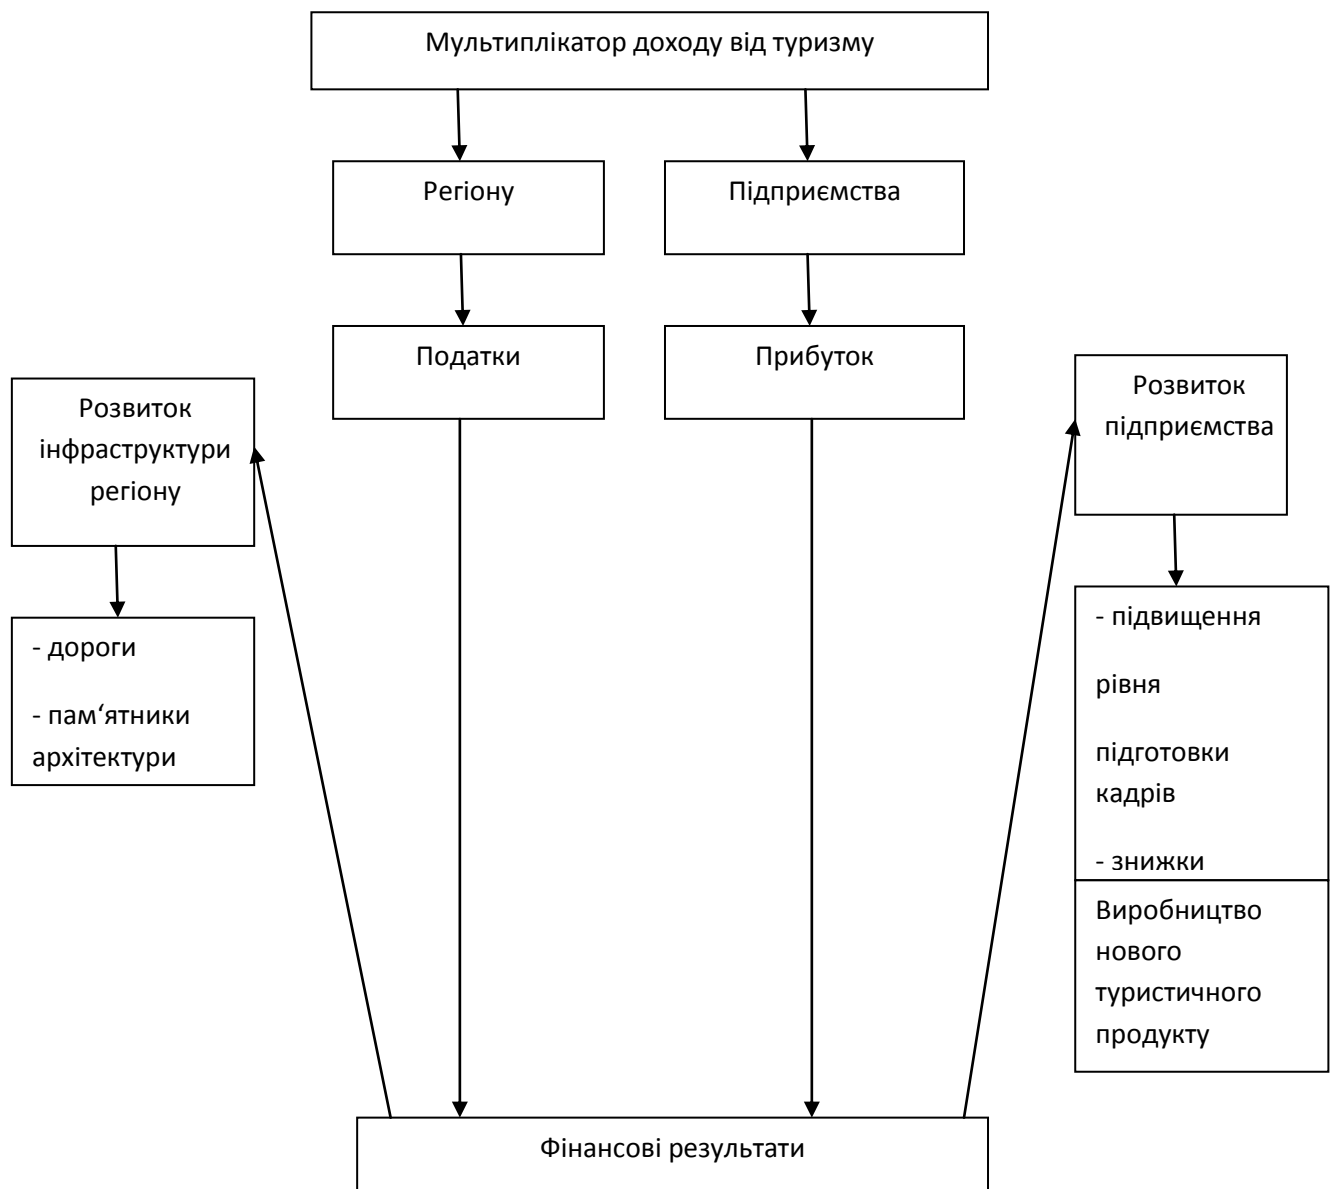 Мультиплікатор доходу від туризму
Регіону
Підприємства
Податки
Прибуток
Розвиток
інфраструктури
регіону
Розвиток
підприємства
- дороги
- пам‘ятники
архітектури
- підвищення
рівня
підготовки
кадрів
- знижки
Виробництво
нового
туристичного
продукту
Фінансові результати